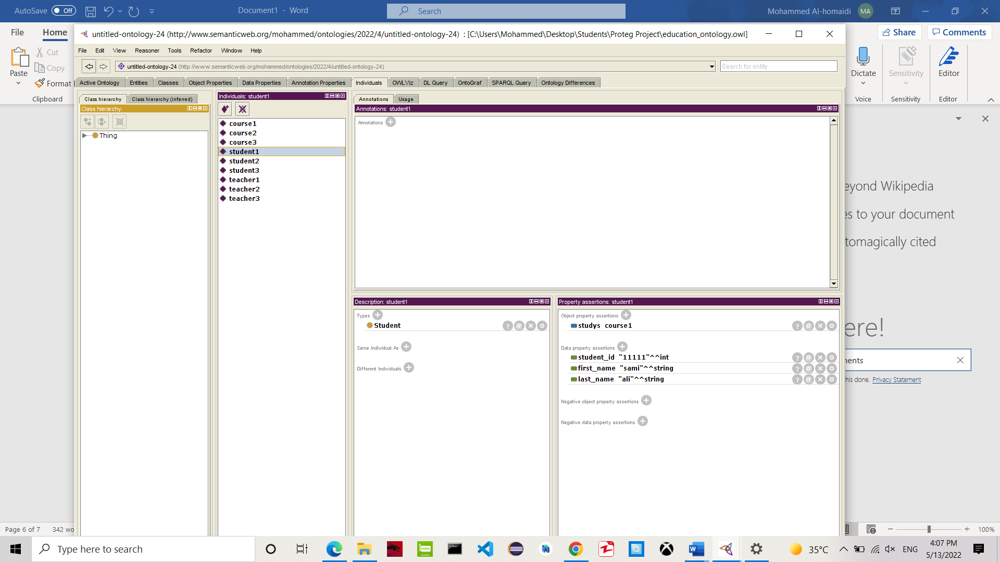 AutoSave Off
Document1 - Word
Search
Mohammed Al-homaidi MA
File Home
Share Comments
Paste
Cut
Copy
Format
Clipboard
Dictate
Sensitivity
Editor
Voice
Sensitivity
Editor
untitled-ontology-24 (http://www.semanticweb.org/mohammed/ontologies/2022/4/untitled-ontology-24) : [C:\Users\Mohammed\Desktop\Students\Proteg Project\education_ontology.owl]
File Edit View Reasoner Tools Refactor Window Help
untitled-ontology-24 (http://www.semanticweb.org/mohammed/ontologies/2022/4/untitled-ontology-24)
Search for entity
Active Ontology Entities Classes Object Properties Data Properties Annotation Properties Individuals OWLViz DL Query OntoGraf SPARQL Query Ontology Differences
Class hierarchy Class hierarchy (inferred)
Class hierarchy:
Thing
Individuals: student1
course1
course2
course3
student1
student2
student3
teacher1
teacher2
teacher3
Annotations Usage
Annotations: student1
Annotations
Description: student1
Types
Student
Same Individual As
Different Individuals
Property assertions: student1
Object property assertions
studys course1
Data property assertions
student_id "11111"^^int
first_name "sami"^^string
last_name "ali"^^string
Negative object property assertions
Negative data property assertions
eyond Wikipedia
es to your document
tomagically cited
ere!
nents
his done. Privacy Statement
Page 6 of 7 342 wo
100%
Type here to search
35°C
ENG
4:07 PM
5/13/2022